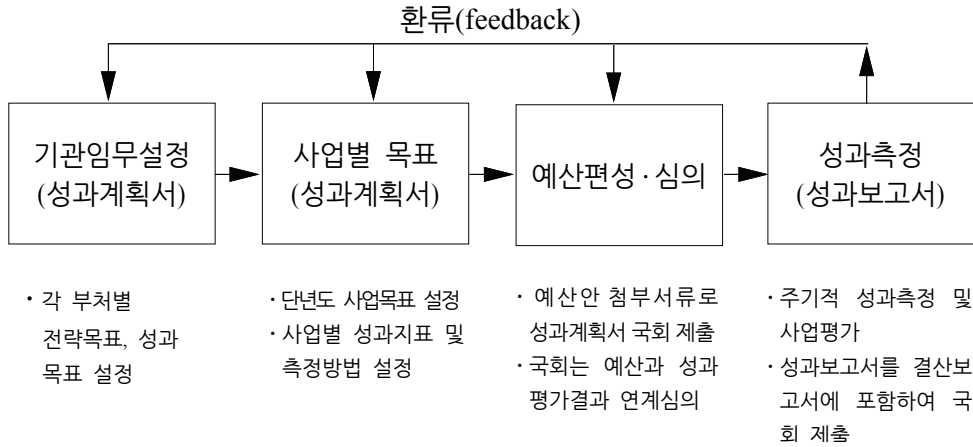 환류(feedback)
기관임무설정
(성과계획서)
사업별 목표
(성과계획서)
예산편성·심의
성과측정
(성과보고서)
· 각 부처별
전략목표, 성과
목표 설정
· 단년도 사업목표 설정
· 사업별 성과지표 및
측정방법 설정
· 예산안 첨부서류로
성과계획서 국회 제출
· 국회는 예산과 성과
평가결과 연계심의
· 주기적 성과측정 및
사업평가
· 성과보고서를 결산보
고서에 포함하여 국
회 제출